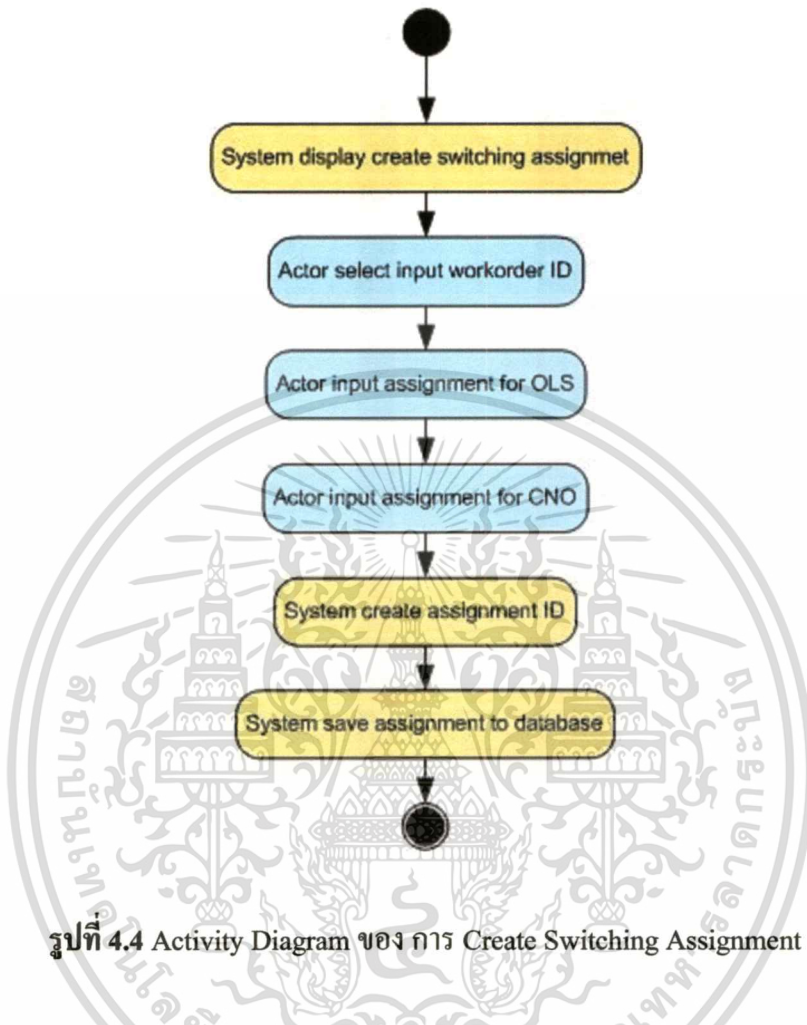 System display create switching assignmet
Actor select input workorder ID
Actor input assignment for OLS
Actor input assignment for CNO
System create assignment ID
System save assignment to database
รูปที่ 4.4 Activity Diagram ของ การ Create Switching Assignment